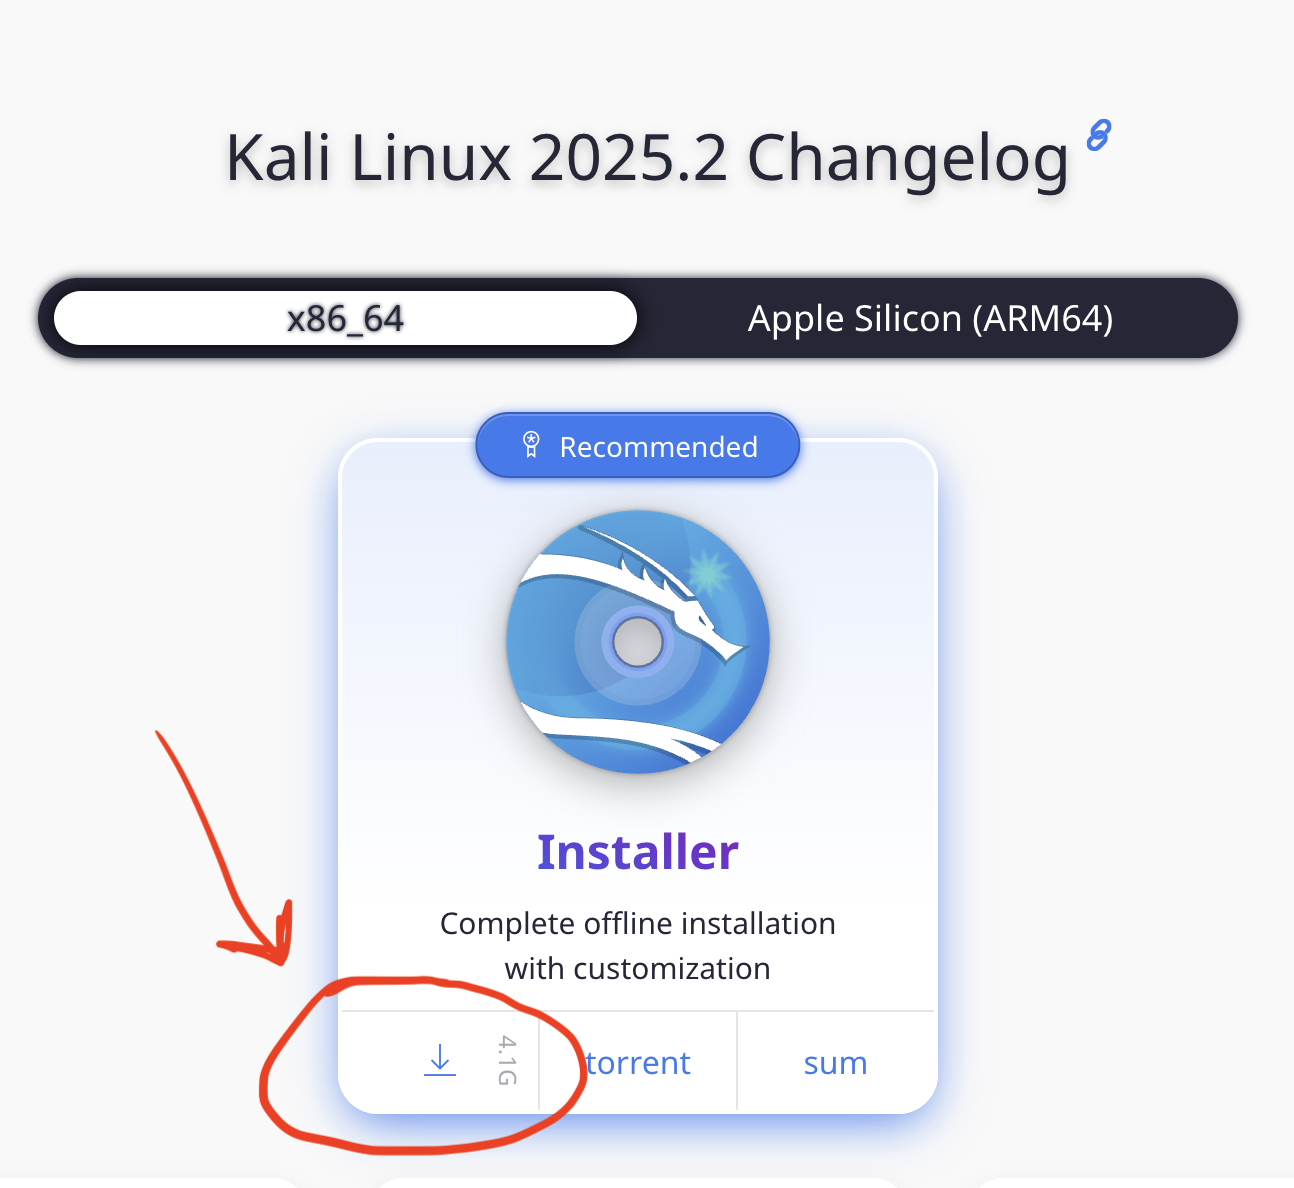 Kali Linux 2025.2 Changelog
x86_64
Apple Silicon (ARM64)
Recommended
Installer
Complete offline installation
with customization
4.1G
torrent
sum